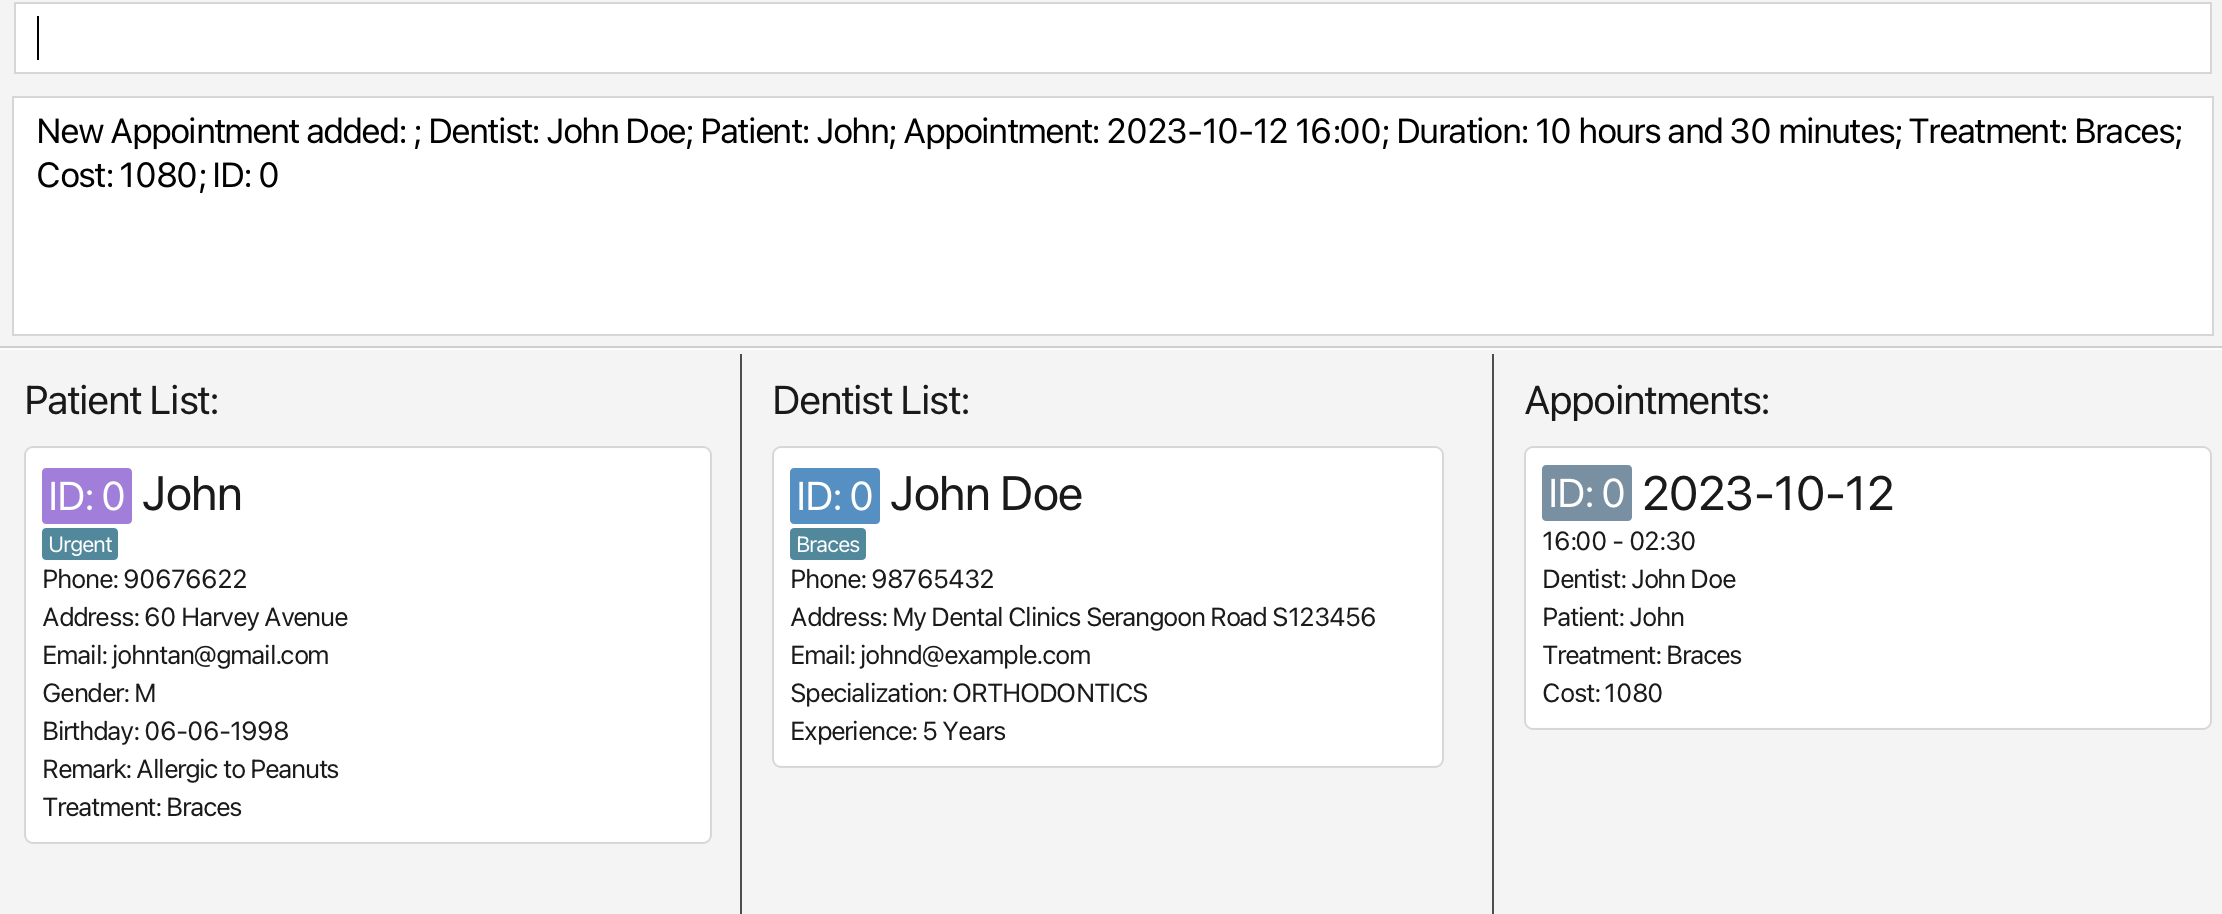 New Appointment added: ; Dentist: John Doe; Patient: John; Appointment: 2023-10-12 16:00; Duration: 10 hours and 30 minutes; Treatment: Braces;
Cost: 1080; ID: 0
Patient List:
ID: 0 John
Urgent
Phone: 90676622
Address: 60 Harvey Avenue
Email: johntan@gmail.com
Gender: M
Birthday: 06-06-1998
Remark: Allergic to Peanuts
Treatment: Braces
Dentist List:
ID: 0 John Doe
Braces
Phone: 98765432
Address: My Dental Clinics Serangoon Road S123456
Email: johnd@example.com
Specialization: ORTHODONTICS
Experience: 5 Years
Appointments:
ID: 0 2023-10-12
16:00 - 02:30
Dentist: John Doe
Patient: John
Treatment: Braces
Cost: 1080